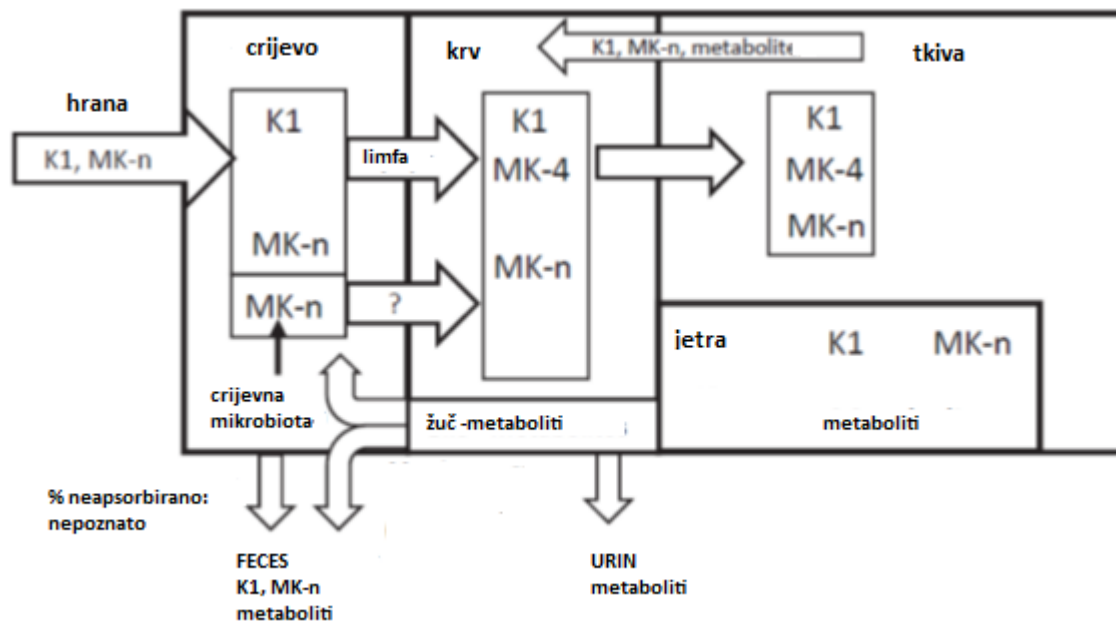 crijevo
krv
K1, MK-n, metabolite
tkiva
hrana
K1, MK-n
K1
MK-n
MK-n
limfa
?
K1
MK-4
MK-n
K1
MK-4
MK-n
jetra
K1
MK-n
metaboliti
crijevna
mikrobiota
žuč -metaboliti
% neapsorbirano:
nepoznato
FECES
K1, MK-n
metaboliti
URIN
metaboliti